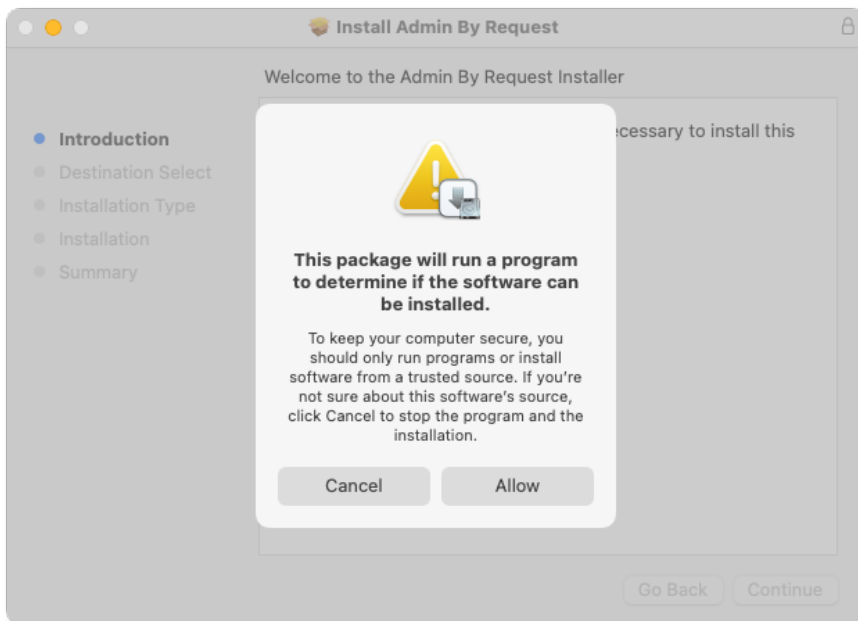 Install Admin By Request
Welcome to the Admin By Request Installer
ecessary to install this
Introduction
Destination Select
Installation Type
Installation
Summary
This package will run a program
to determine if the software can
be installed.
To keep your computer secure, you
should only run programs or install
software from a trusted source. If you’re
not sure about this software’s source,
click Cancel to stop the program and the
installation.
Cancel Allow
Go Back Continue